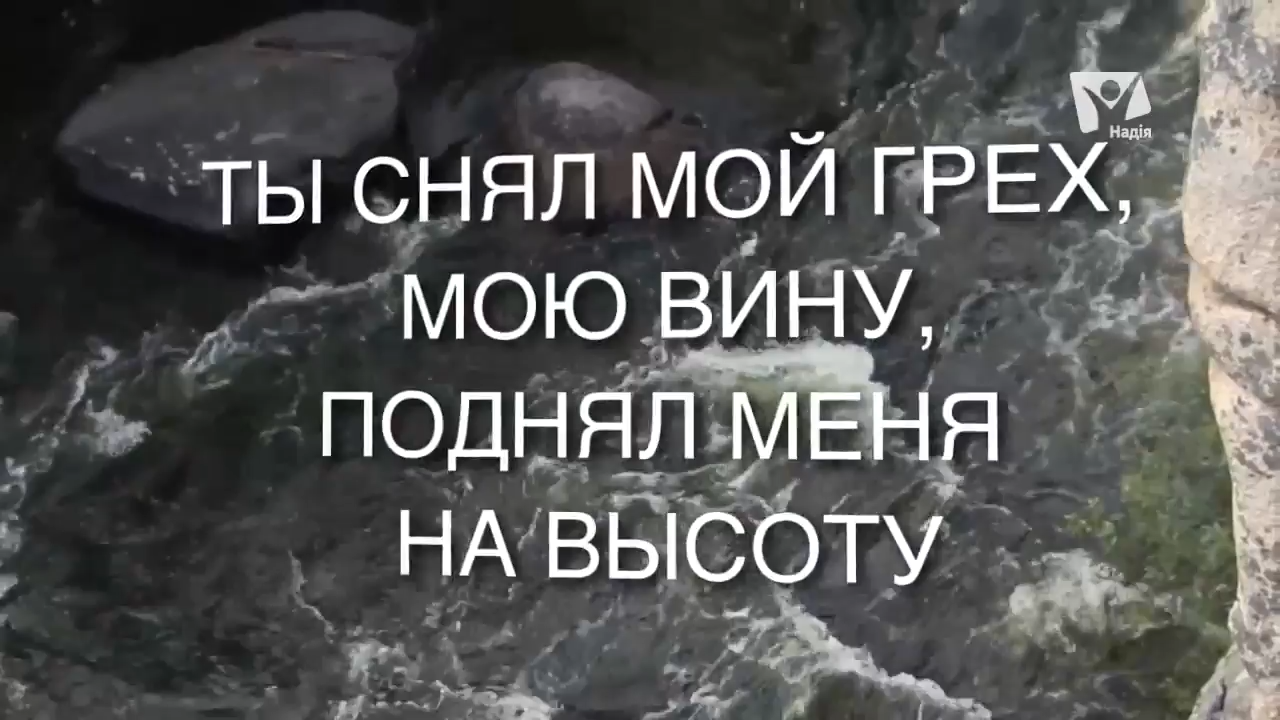 Надія
ТЫ СНЯЛ МОЙ ГРЕХ,
МОЮ ВИНУ,
ПОДНЯЛ МЕНЯ
НА ВЫСОТУ